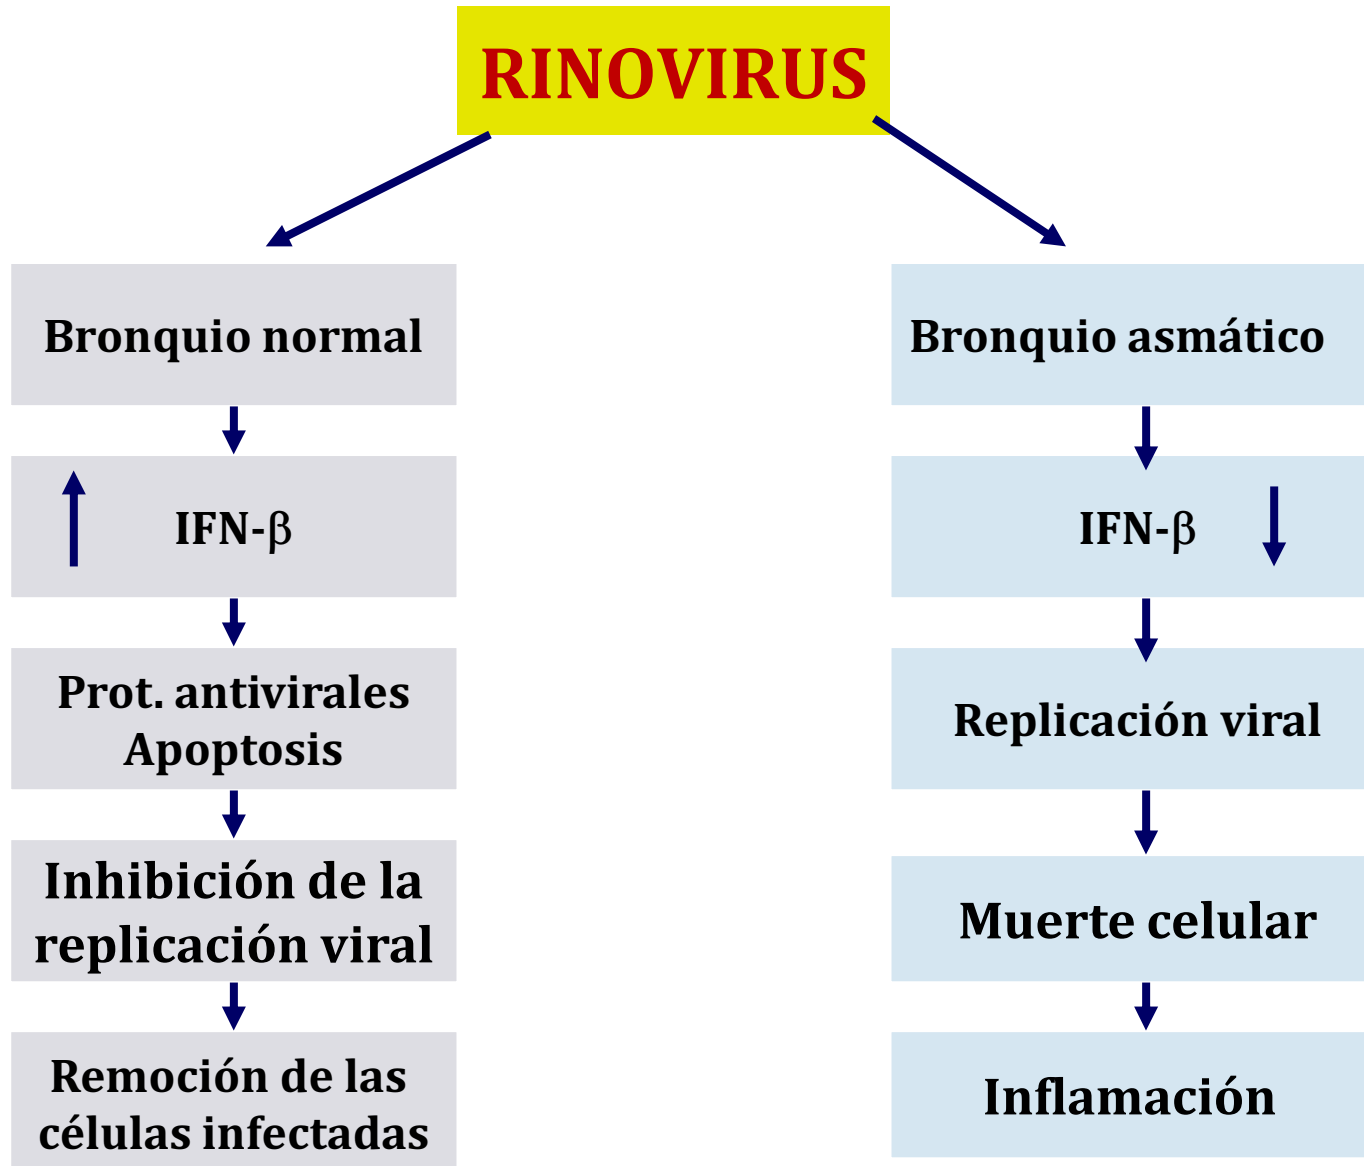 RINOVIRUS
Bronquio normal
IFN-β
Prot. antivirales
Apoptosis
Inhibición de la
replicación viral
Remoción de las
células infectadas
Bronquio asmático
IFN-β
Replicación viral
Muerte celular
Inflamación